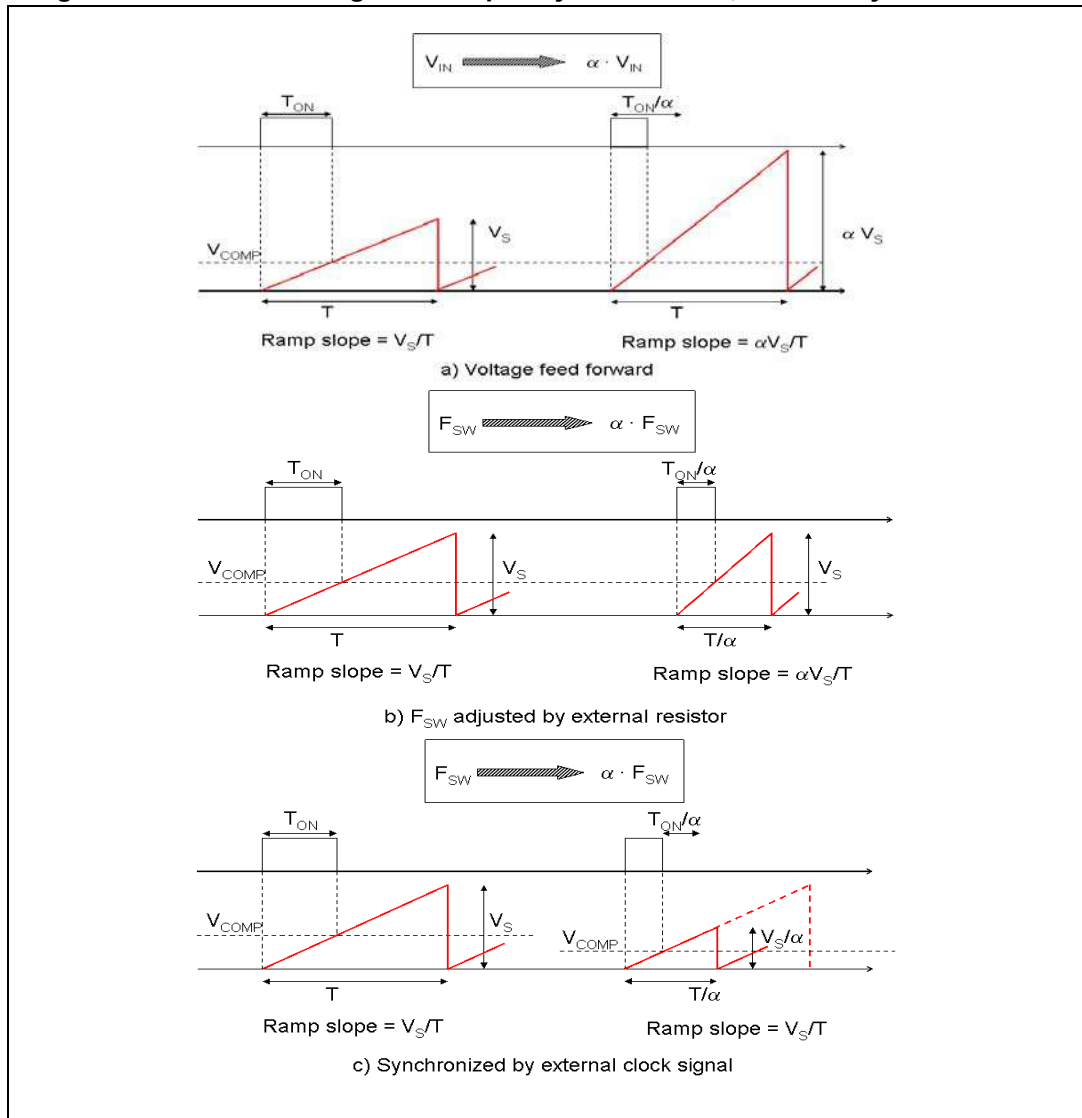 V_IN α · V_IN
T_ON T_ON/α
V_S α V_S
V_COMP
T T
Ramp slope = V_S/T Ramp slope = αV_S/T
a) Voltage feed forward
F_SW α · F_SW
T_ON T_ON/α
V_COMP V_S V_S
T T/α
Ramp slope = V_S/T Ramp slope = αV_S/T
b) F_SW adjusted by external resistor
F_SW α · F_SW
T_ON T_ON/α
V_COMP V_S V_COMP V_S/α
T T/α
Ramp slope = V_S/T Ramp slope = V_S/T
c) Synchronized by external clock signal